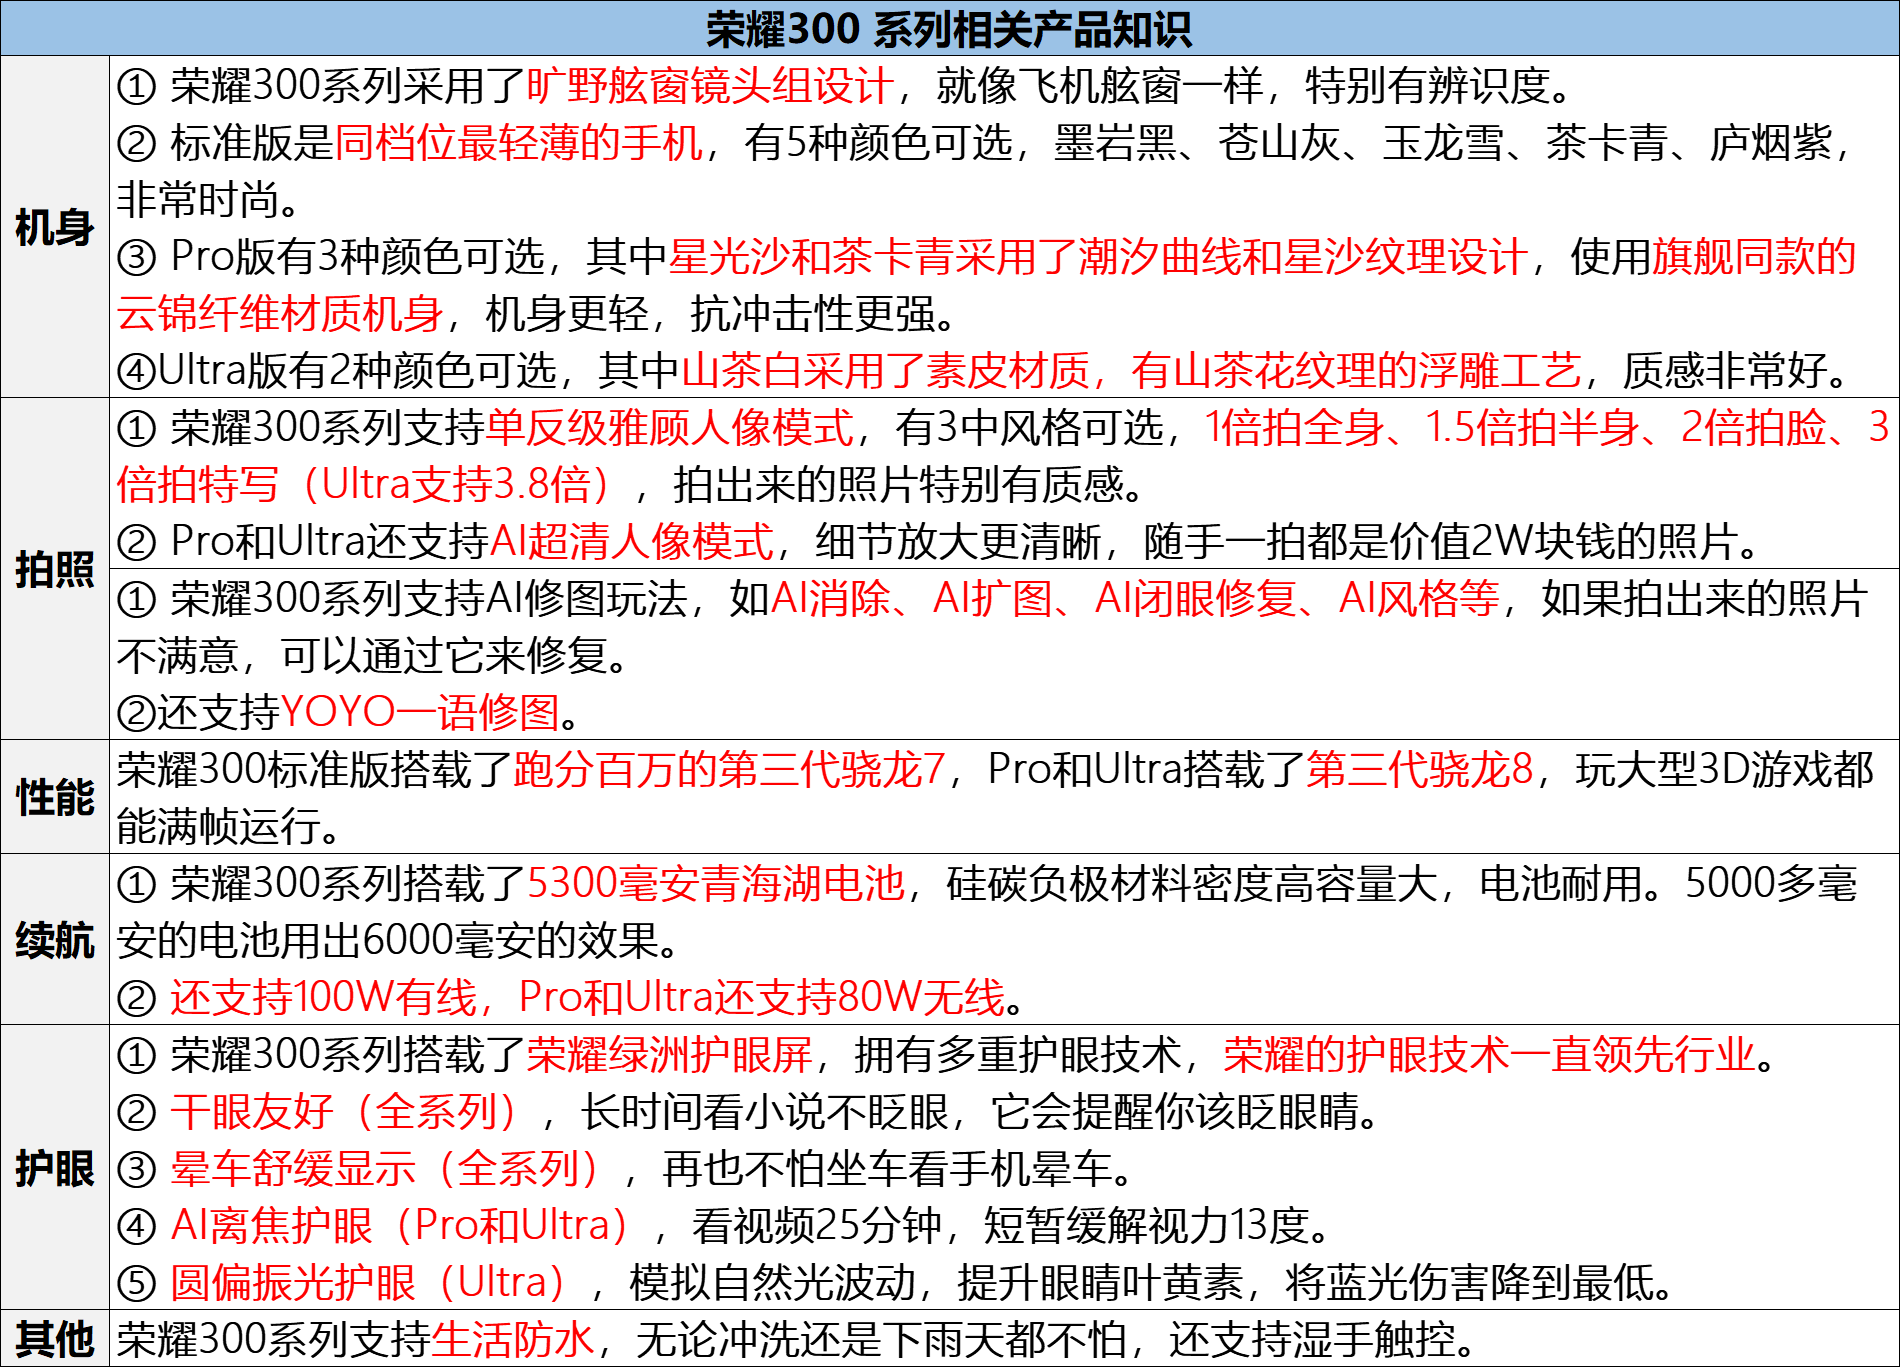 荣耀300 系列相关产品知识
机身
① 荣耀300系列采用了旷野舷窗镜头组设计，就像飞机舷窗一样，特别有辨识度。
② 标准版是同档位最轻薄的手机，有5种颜色可选，墨岩黑、苍山灰、玉龙雪、茶卡青、庐烟紫，
非常时尚。
③ Pro版有3种颜色可选，其中星光沙和茶卡青采用了潮汐曲线和星沙纹理设计，使用旗舰同款的
云锦纤维材质机身，机身更轻，抗冲击性更强。
④Ultra版有2种颜色可选，其中山茶白采用了素皮材质，有山茶花纹理的浮雕工艺，质感非常好。
拍照
① 荣耀300系列支持单反级雅顾人像模式，有3中风格可选，1倍拍全身、1.5倍拍半身、2倍拍脸、3
倍拍特写（Ultra支持3.8倍），拍出来的照片特别有质感。
② Pro和Ultra还支持AI超清人像模式，细节放大更清晰，随手一拍都是价值2W块钱的照片。
① 荣耀300系列支持AI修图玩法，如AI消除、AI扩图、AI闭眼修复、AI风格等，如果拍出来的照片
不满意，可以通过它来修复。
②还支持YOYO一语修图。
性能
荣耀300标准版搭载了跑分百万的第三代骁龙7，Pro和Ultra搭载了第三代骁龙8，玩大型3D游戏都
能满帧运行。
续航
① 荣耀300系列搭载了5300毫安青海湖电池，硅碳负极材料密度高容量大，电池耐用。5000多毫
安的电池用出6000毫安的效果。
② 还支持100W有线，Pro和Ultra还支持80W无线。
护眼
① 荣耀300系列搭载了荣耀绿洲护眼屏，拥有多重护眼技术，荣耀的护眼技术一直领先行业。
② 干眼友好（全系列），长时间看小说不眨眼，它会提醒你该眨眼睛。
③ 晕车舒缓显示（全系列），再也不怕坐车看手机晕车。
④ AI离焦护眼（Pro和Ultra），看视频25分钟，短暂缓解视力13度。
⑤ 圆偏振光护眼（Ultra），模拟自然光波动，提升眼睛叶黄素，将蓝光伤害降到最低。
其他
荣耀300系列支持生活防水，无论冲洗还是下雨天都不怕，还支持湿手触控。